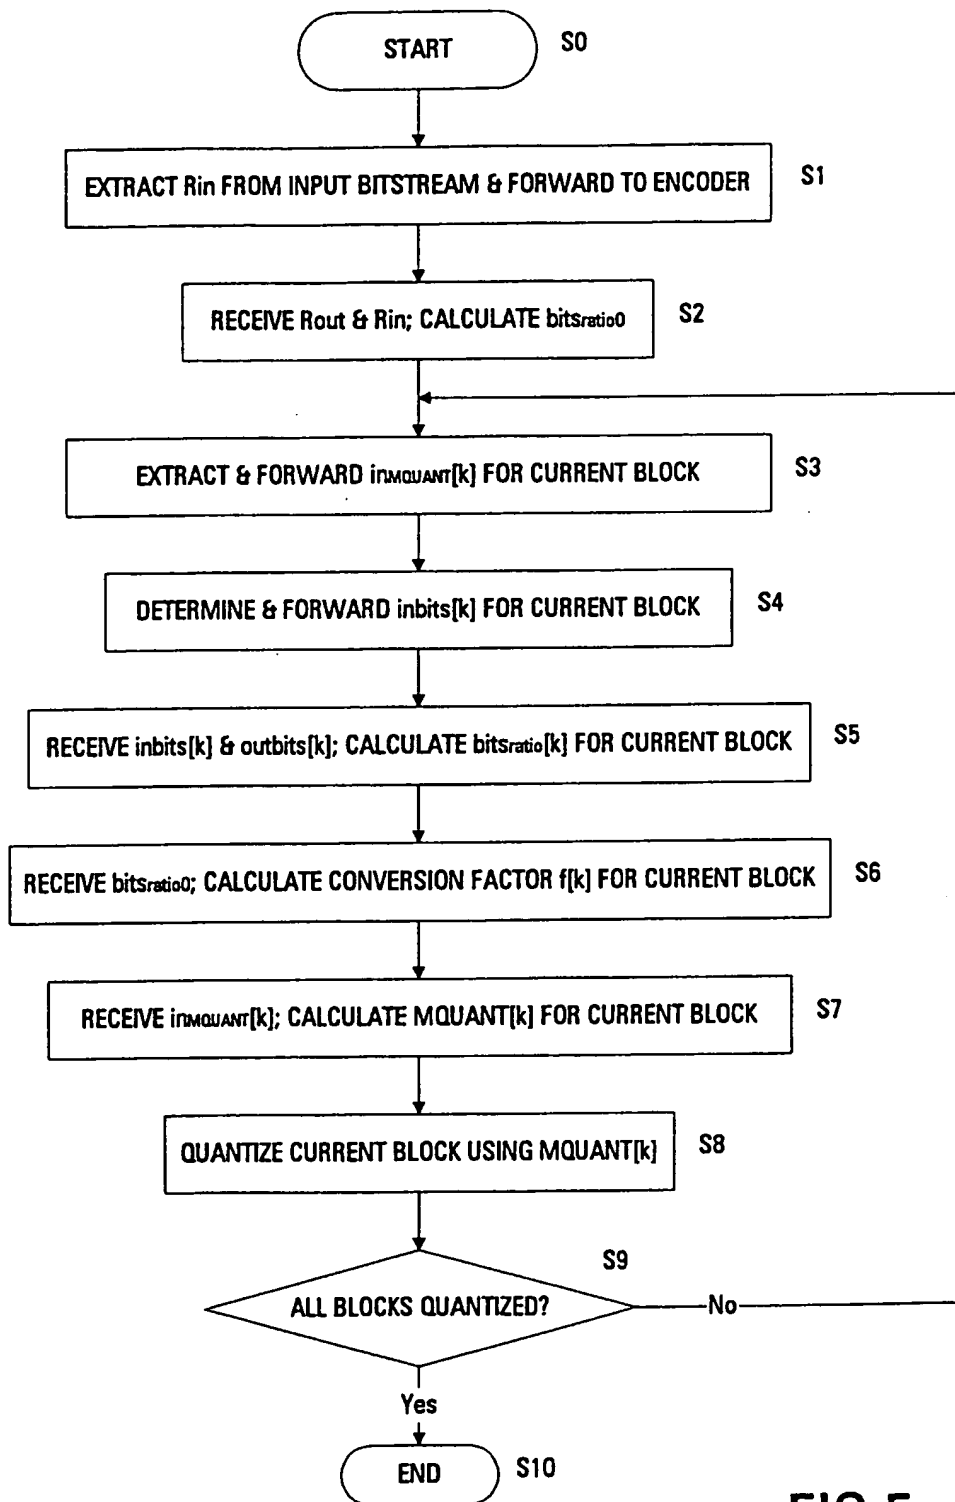 START
S0
EXTRACT Rin FROM INPUT BITSTREAM & FORWARD TO ENCODER
S1
RECEIVE Rout & Rin; CALCULATE bitsratio0
S2
EXTRACT & FORWARD inMQUANT[k] FOR CURRENT BLOCK
S3
DETERMINE & FORWARD inbits[k] FOR CURRENT BLOCK
S4
RECEIVE inbits[k] & outbits[k]; CALCULATE bitsratio[k] FOR CURRENT BLOCK
S5
RECEIVE bitsratio0; CALCULATE CONVERSION FACTOR f[k] FOR CURRENT BLOCK
S6
RECEIVE inMQUANT[k]; CALCULATE MQUANT[k] FOR CURRENT BLOCK
S7
QUANTIZE CURRENT BLOCK USING MQUANT[k]
S8
S9
ALL BLOCKS QUANTIZED?
No
Yes
END
S10